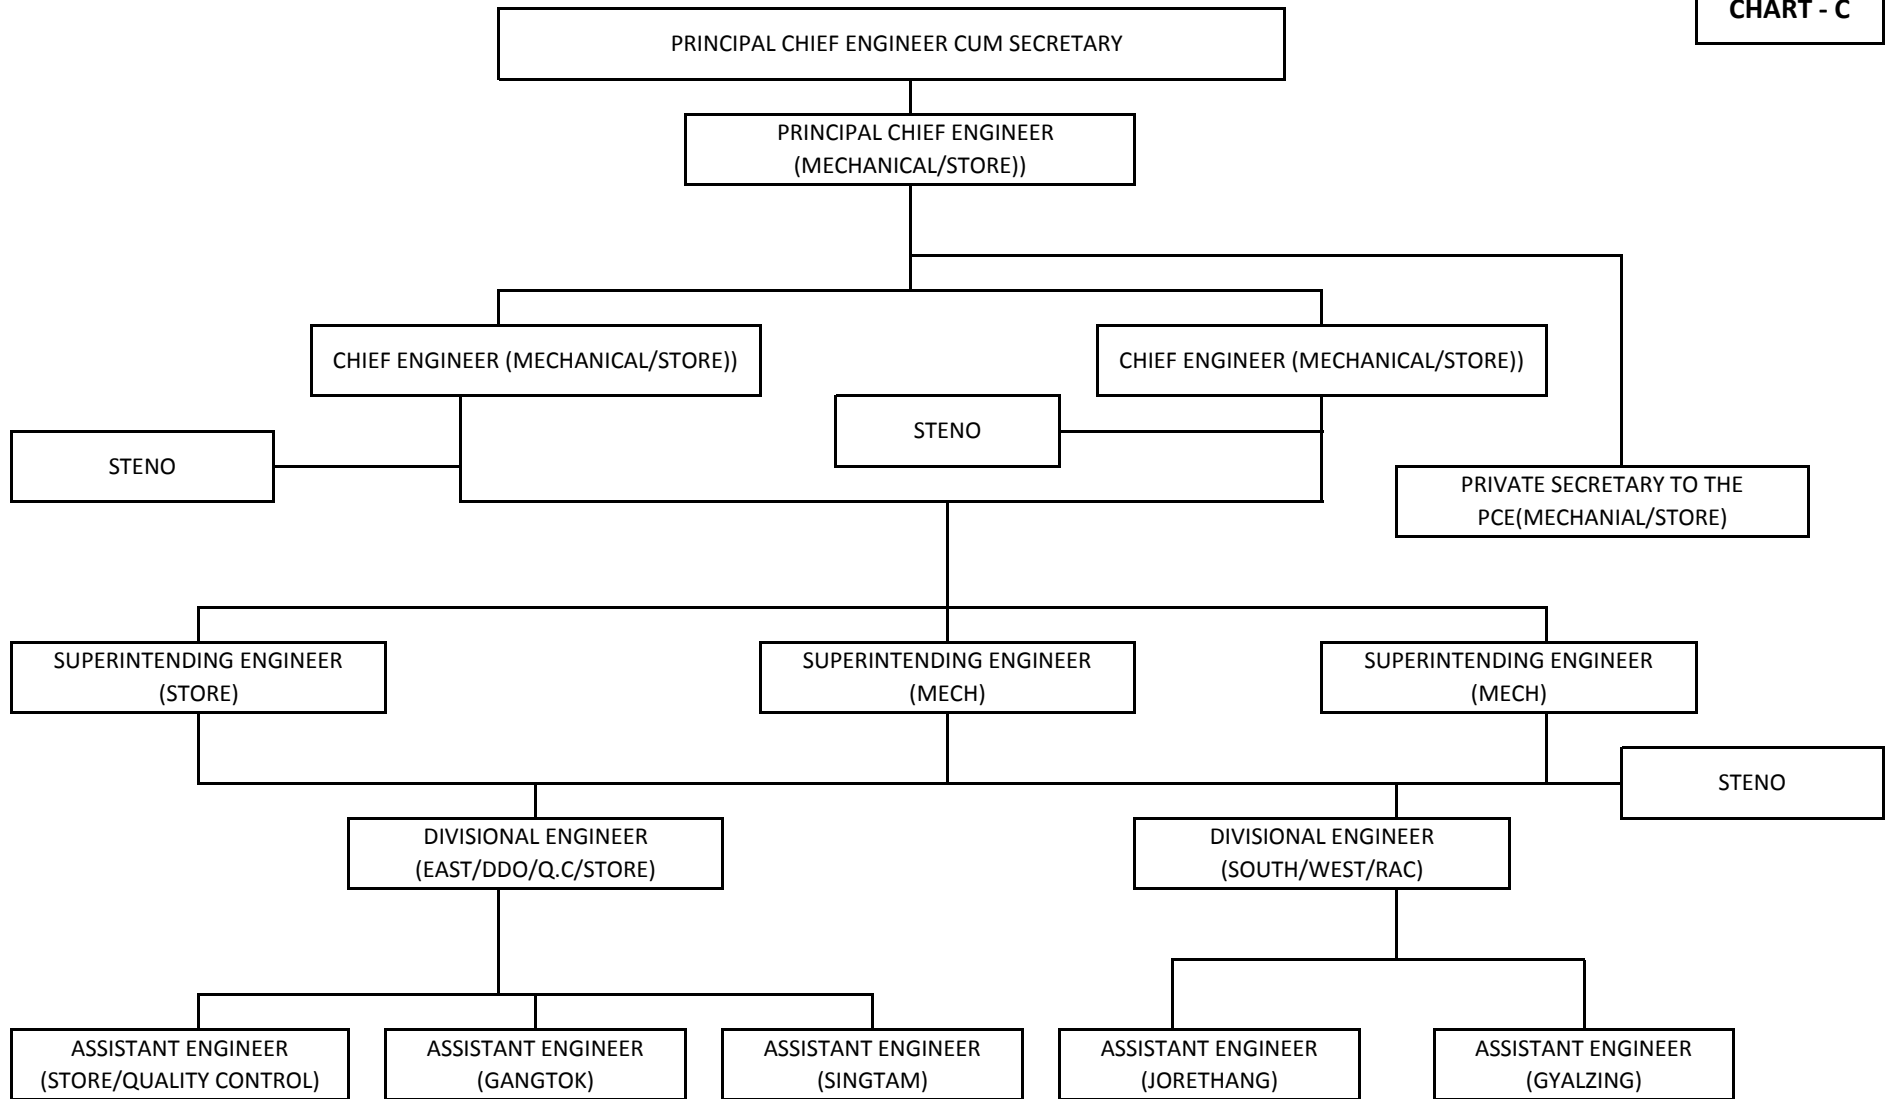 CHART - C
PRINCIPAL CHIEF ENGINEER CUM SECRETARY
PRINCIPAL CHIEF ENGINEER
(MECHANICAL/STORE))
CHIEF ENGINEER (MECHANICAL/STORE))
CHIEF ENGINEER (MECHANICAL/STORE))
STENO
STENO
PRIVATE SECRETARY TO THE
PCE(MECHANIAL/STORE)
SUPERINTENDING ENGINEER
(STORE)
SUPERINTENDING ENGINEER
(MECH)
SUPERINTENDING ENGINEER
(MECH)
STENO
DIVISIONAL ENGINEER
(EAST/DDO/Q.C/STORE)
DIVISIONAL ENGINEER
(SOUTH/WEST/RAC)
ASSISTANT ENGINEER
(STORE/QUALITY CONTROL)
ASSISTANT ENGINEER
(GANGTOK)
ASSISTANT ENGINEER
(SINGTAM)
ASSISTANT ENGINEER
(JORETHANG)
ASSISTANT ENGINEER
(GYALZING)